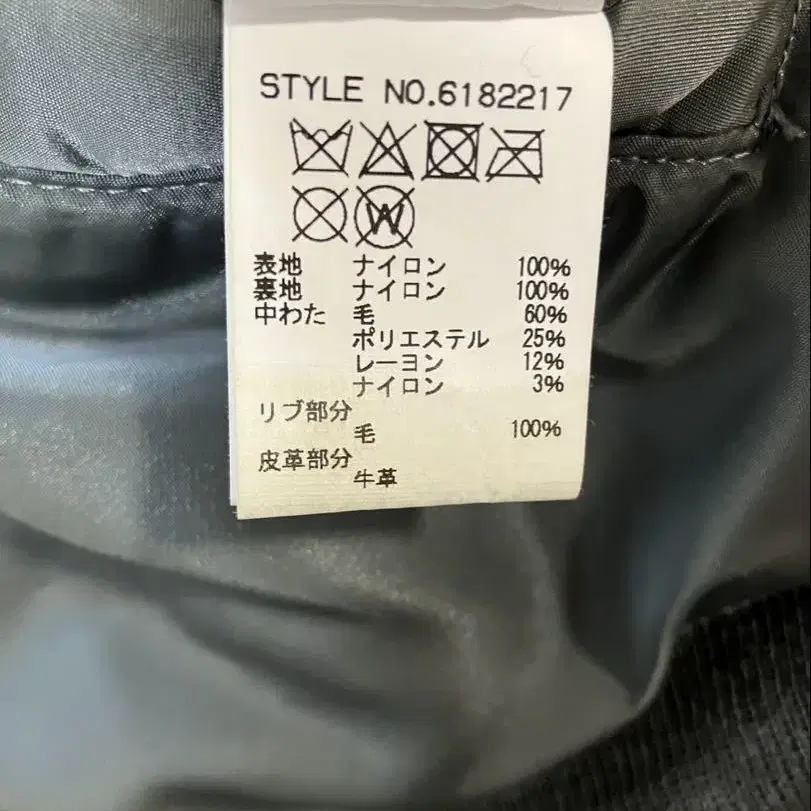 STYLE NO.6182217
W
表地 ナイロン 100%
裏地 ナイロン 100%
中わた 毛 60%
ポリエステル 25%
レーヨン 12%
ナイロン 3%
リブ部分
毛 100%
皮革部分
牛革